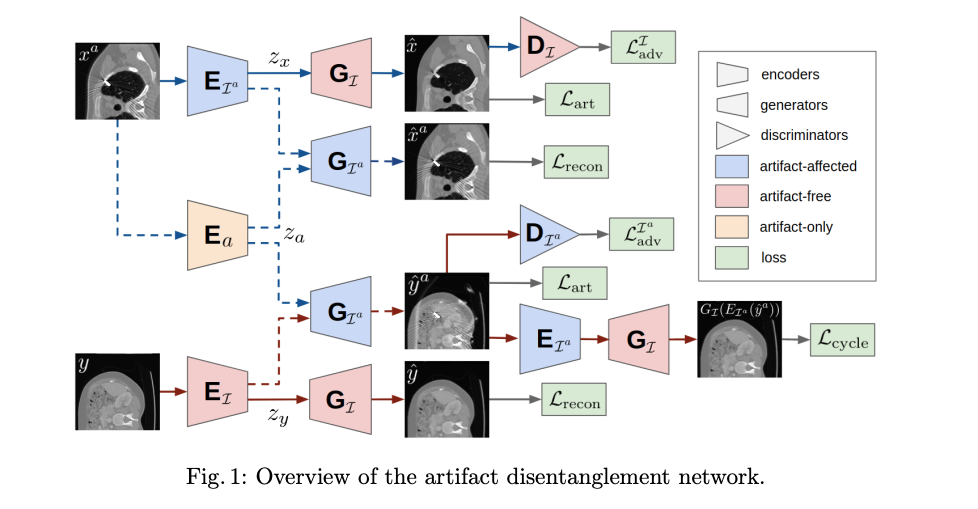 x^a
E_{I^a}
z_x
G_I
x̂
D_I
L^I_adv
L_art
G_{I^a}
x̂^a
L_recon
E_a
z_a
G_{I^a}
ŷ^a
D_{I^a}
L^{I^a}_adv
L_art
E_{I^a}
G_I
G_I(E_{I^a}(ŷ^a))
L_cycle
y
E_I
z_y
G_I
ŷ
L_recon
encoders
generators
discriminators
artifact-affected
artifact-free
artifact-only
loss
Fig. 1: Overview of the artifact disentanglement network.